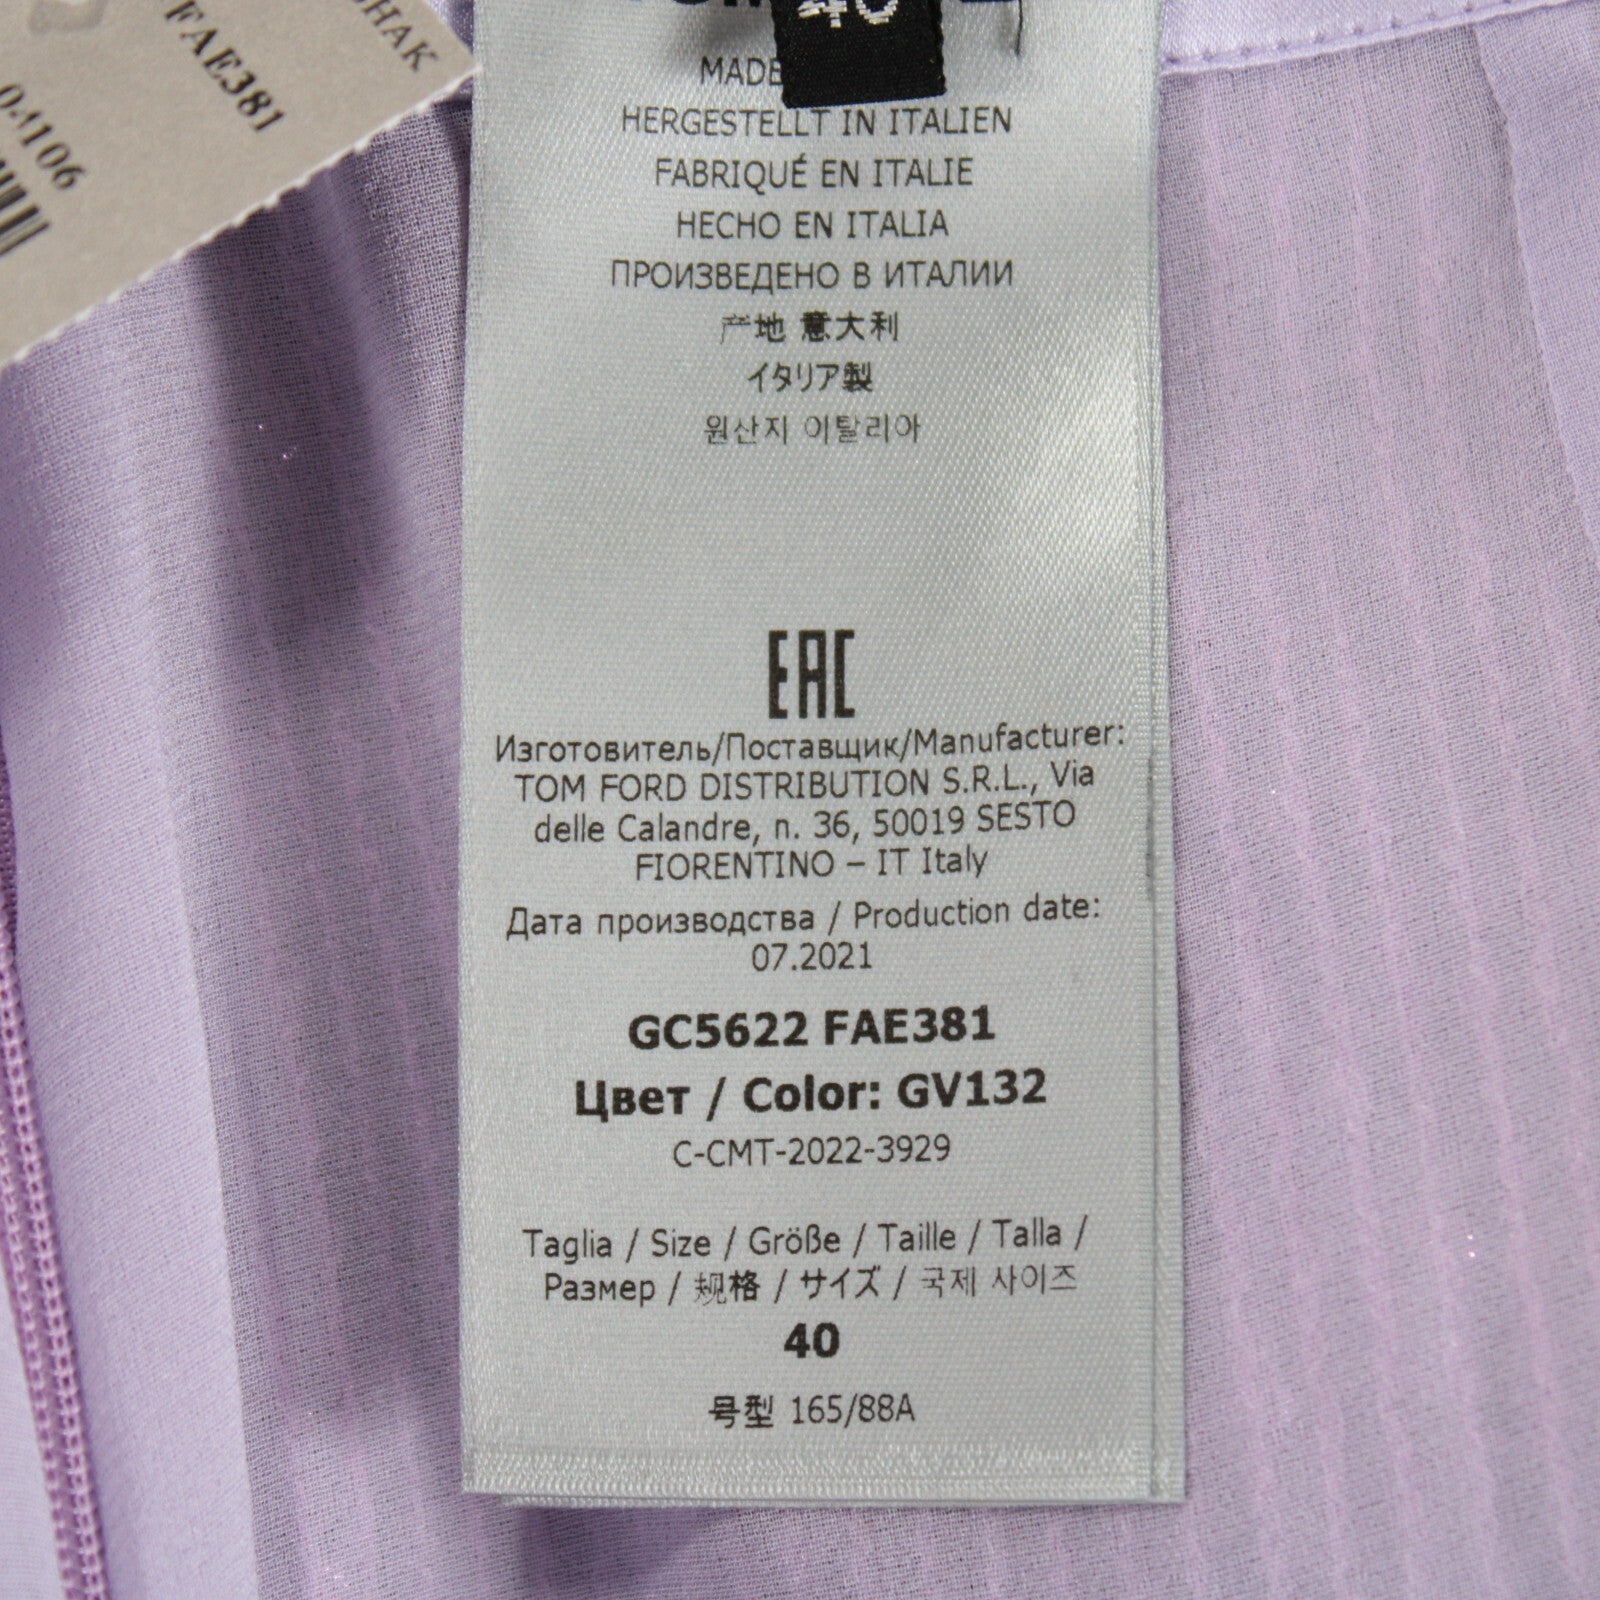 HAK
FAE381
04106
40
MADE
HERGESTELLT IN ITALIEN
FABRIQUÉ EN ITALIE
HECHO EN ITALIA
ПРОИЗВЕДЕНО В ИТАЛИИ
产地 意大利
イタリア製
원산지 이탈리아
EAC
Изготовитель/Поставщик/Manufacturer:
TOM FORD DISTRIBUTION S.R.L., Via
delle Calandre, n. 36, 50019 SESTO
FIORENTINO – IT Italy
Дата производства / Production date:
07.2021
GC5622 FAE381
Цвет / Color: GV132
C-CMT-2022-3929
Taglia / Size / Größe / Taille / Talla /
Размер / 规格 / サイズ / 국제 사이즈
40
号型 165/88A